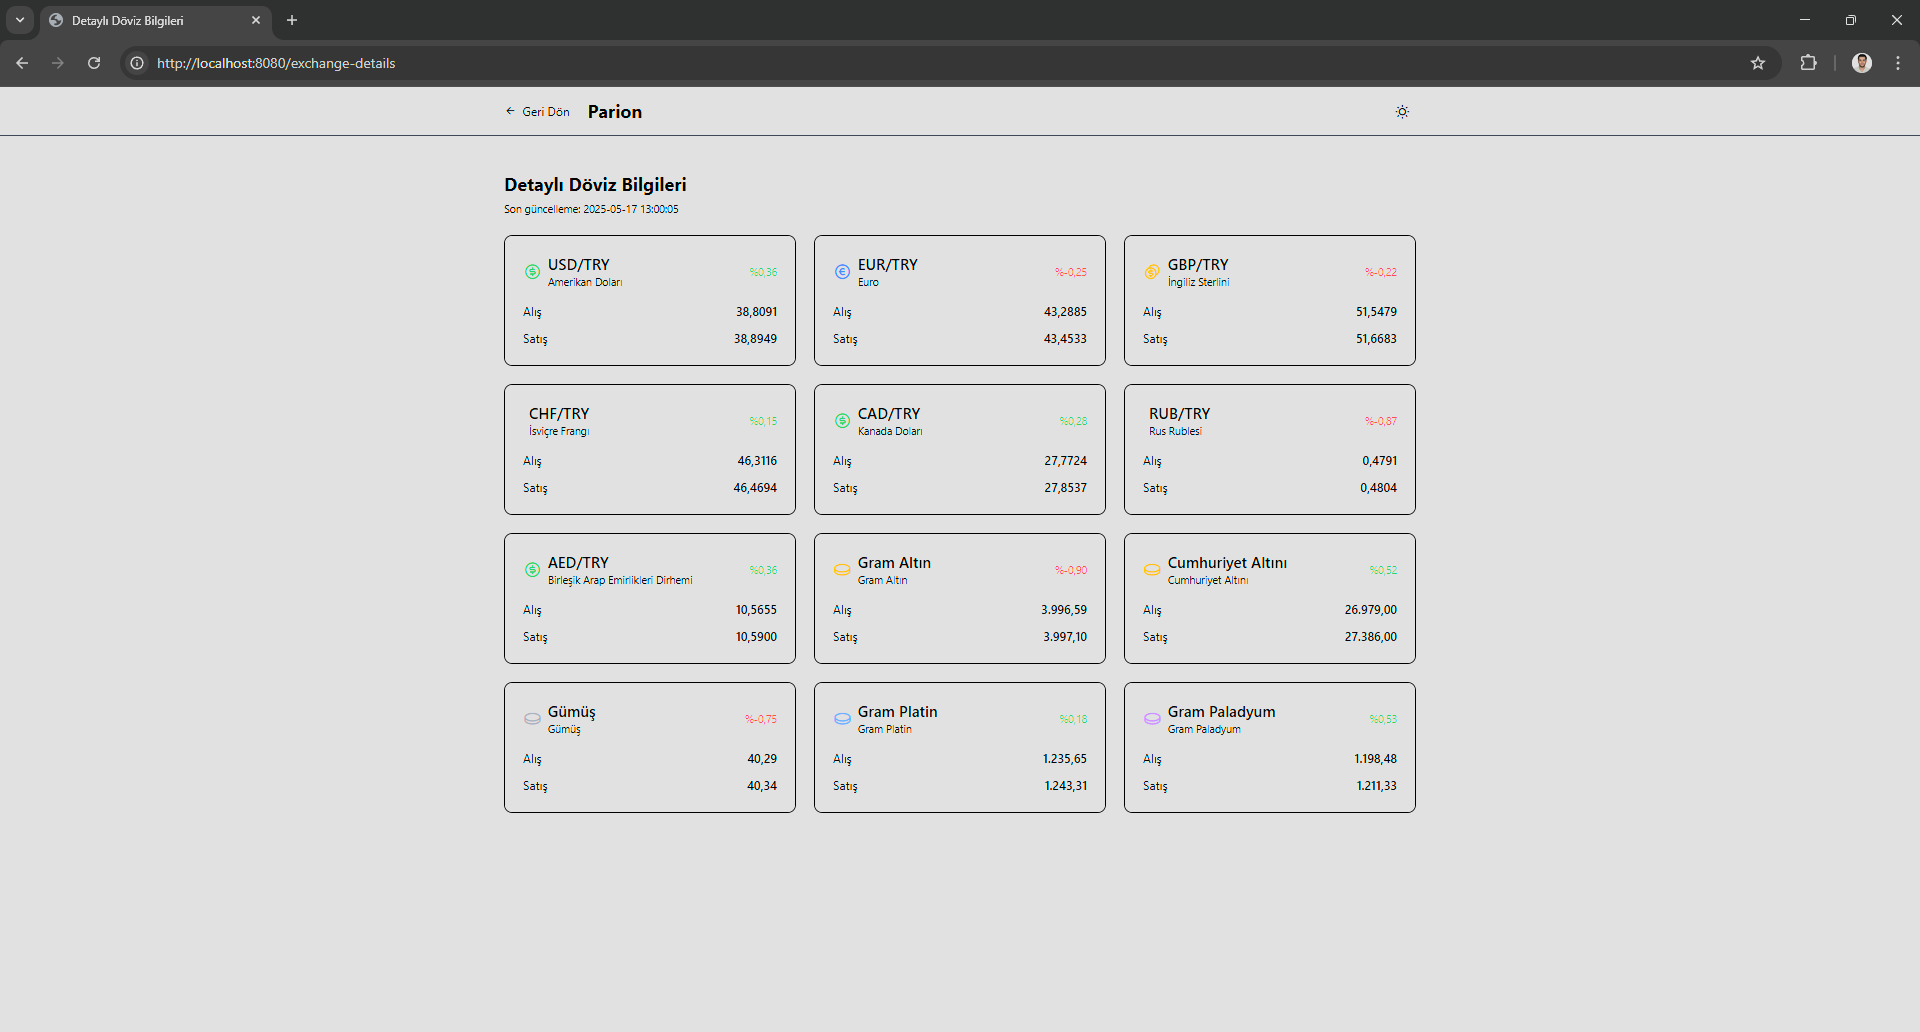 Detaylı Döviz Bilgileri
http://localhost:8080/exchange-details
Geri Dön Parion
Detaylı Döviz Bilgileri
Son güncelleme: 2025-05-17 13:00:05
USD/TRY %0,36
Amerikan Doları
Alış 38,8091
Satış 38,8949
EUR/TRY %-0,25
Euro
Alış 43,2885
Satış 43,4533
GBP/TRY %-0,22
İngiliz Sterlini
Alış 51,5479
Satış 51,6683
CHF/TRY %0,15
İsviçre Frangı
Alış 46,3116
Satış 46,4694
CAD/TRY %0,28
Kanada Doları
Alış 27,7724
Satış 27,8537
RUB/TRY %-0,87
Rus Rublesi
Alış 0,4791
Satış 0,4804
AED/TRY %0,36
Birleşik Arap Emirlikleri Dirhemi
Alış 10,5655
Satış 10,5900
Gram Altın %-0,90
Gram Altın
Alış 3.996,59
Satış 3.997,10
Cumhuriyet Altını %0,52
Cumhuriyet Altını
Alış 26.979,00
Satış 27.386,00
Gümüş %-0,75
Gümüş
Alış 40,29
Satış 40,34
Gram Platin %0,18
Gram Platin
Alış 1.235,65
Satış 1.243,31
Gram Paladyum %0,53
Gram Paladyum
Alış 1.198,48
Satış 1.211,33